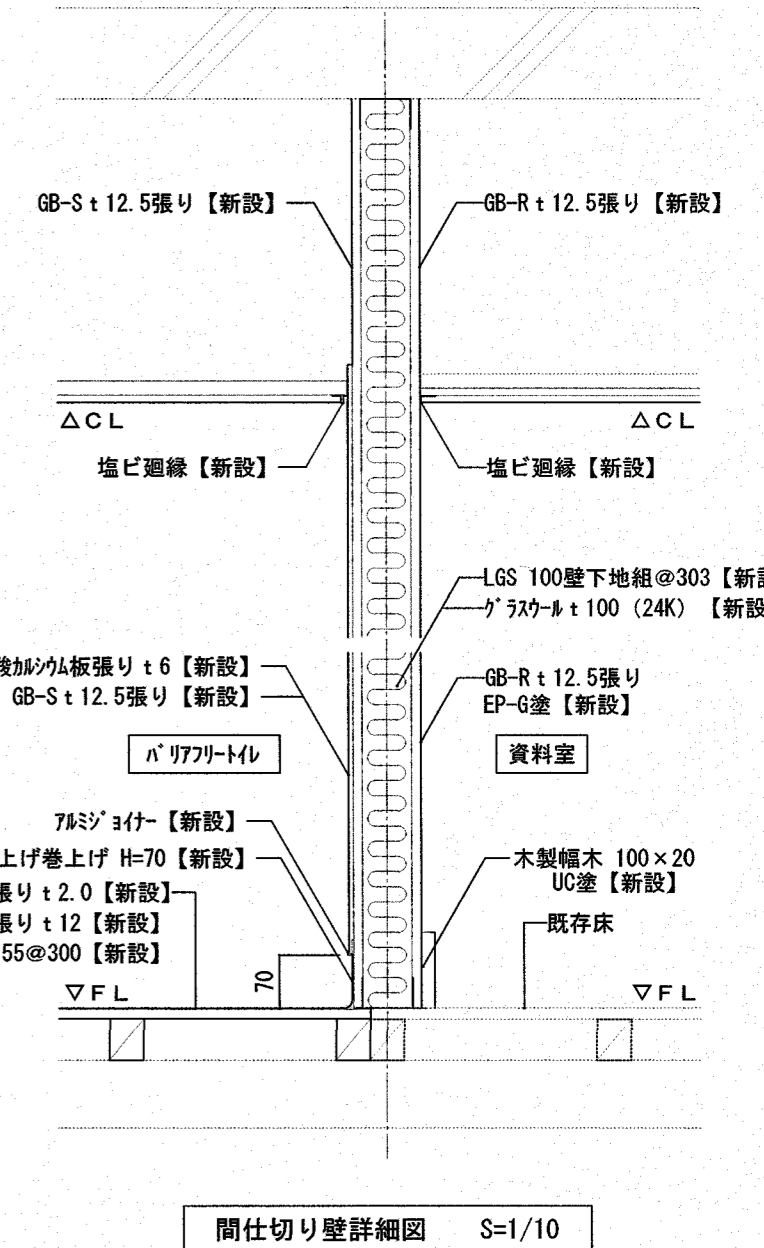 GB-S t 12.5張り【新設】
GB-R t 12.5張り【新設】
△CL
△CL
塩ビ廻縁【新設】
塩ビ廻縁【新設】
LGS 100壁下地組@303【新設
ｸﾞﾗｽｳｰﾙ t 100 (24K) 【新設
酸ｶﾙｼｳﾑ板張り t 6【新設】
GB-S t 12.5張り【新設】
GB-R t 12.5張り
EP-G塗【新設】
ﾊﾞﾘｱﾌﾘｰﾄｲﾚ
資料室
ｱﾙﾐｼﾞｮｲﾅｰ【新設】
上げ巻上げ H=70【新設】
張り t2.0【新設】
張り t 12【新設】
55@300【新設】
木製幅木 100×20
UC塗【新設】
既存床
70
▽FL
▽FL
間仕切り壁詳細図 S=1/10